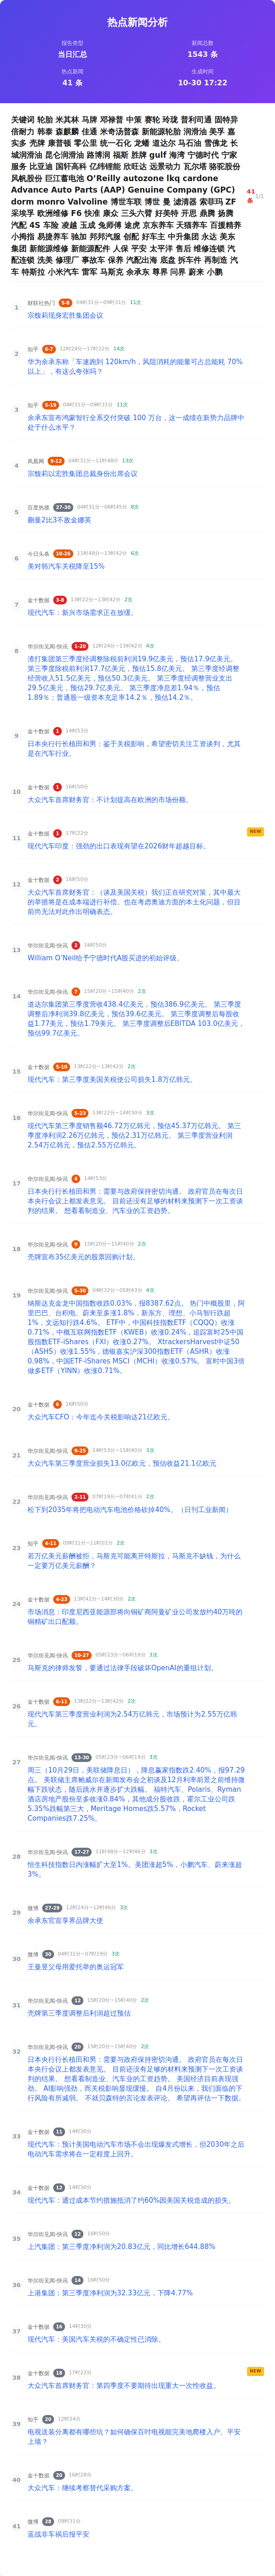 热点新闻分析
报告类型
新闻总数
当日汇总
1543 条
热点新闻
生成时间
41 条
10-30 17:22
关键词 轮胎 米其林 马牌 邓禄普 中策 赛轮 玲珑 普利司通 固特异
倍耐力 韩泰 森麒麟 佳通 米奇汤普森 新能源轮胎 润滑油 美孚 嘉
实多 壳牌 康普顿 零公里 统一石化 龙蟠 道达尔 马石油 雪佛龙 长
城润滑油 昆仑润滑油 路博润 福斯 胜牌 gulf 海湾 宁德时代 宁家
服务 比亚迪 国轩高科 亿纬锂能 欣旺达 远景动力 瓦尔塔 骆驼股份
风帆股份 巨江蓄电池 O’Reilly autozone lkq cardone
Advance Auto Parts (AAP) Genuine Company (GPC)
dorm monro Valvoline 博世车联 博世 曼 滤清器 索菲玛 ZF
采埃孚 欧洲维修 F6 快准 康众 三头六臂 好美特 开思 鼎腾 扬腾
汽配 4S 车险 凌越 玉成 兔师傅 途虎 京东养车 天猫养车 百援精养
小拇指 易捷养车 驰加 邦邦汽服 创配 好车主 中升集团 永达 美东
集团 新能源维修 新能源配件 人保 平安 太平洋 售后 维修连锁 汽
配连锁 洗美 修理厂 事故车 保养 汽配出海 底盘 拆车件 再制造 汽
车 特斯拉 小米汽车 雷军 马斯克 余承东 尊界 问界 蔚来 小鹏
41
条
1/1
1
财联社热门 5-8 04时31分~09时31分 11次
宗馥莉现身宏胜集团会议
2
知乎 6-7 12时24分~17时22分 14次
华为余承东称「车速跑到 120km/h，风阻消耗的能量可占总能耗 70%
以上」，有这么夸张吗？
3
知乎 5-19 04时31分~09时31分 11次
余承东宣布鸿蒙智行全系交付突破 100 万台，这一成绩在新势力品牌中
处于什么水平？
4
凤凰网 9-12 04时31分~11时48分 13次
宗馥莉以宏胜集团总裁身份出席会议
5
百度热搜 27-30 04时31分~06时45分 8次
蒯曼2比3不敌金娜英
6
今日头条 10-26 11时48分~13时42分 6次
美对韩汽车关税降至15%
7
金十数据 3-8 13时22分~13时42分 2次
现代汽车：新兴市场需求正在放缓。
8
华尔街见闻-快讯 1-20 12时24分~13时42分 4次
渣打集团第三季度经调整除税前利润19.9亿美元，预估17.9亿美元。
第三季度除税前利润17.7亿美元，预估15.8亿美元。 第三季度经调整
经营收入51.5亿美元，预估50.3亿美元。 第三季度经调整营业支出
29.5亿美元，预估29.7亿美元。 第三季度净息差1.94％，预估
1.89％；普通股一级资本充足率14.2％，预估14.2％。
9
金十数据 1 14时53分
日本央行行长植田和男：鉴于关税影响，希望密切关注工资谈判，尤其
是在汽车行业。
10
金十数据 1 16时50分
大众汽车首席财务官：不计划提高在欧洲的市场份额。
11
金十数据 1 17时22分
NEW
现代汽车印度：强劲的出口表现有望在2026财年超越目标。
12
金十数据 2 16时50分
大众汽车首席财务官：（谈及美国关税）我们正在研究对策，其中最大
的举措将是在成本端进行补偿。也在考虑奥迪方面的本土化问题，但目
前尚无法对此作出明确表态。
13
华尔街见闻-快讯 3 16时50分
William O’Neil给予宁德时代A股买进的初始评级。
14
华尔街见闻-快讯 7 15时20分~15时40分 2次
道达尔集团第三季度营收438.4亿美元，预估386.9亿美元。 第三季
度调整后净利润39.8亿美元，预估39.6亿美元。 第三季度调整后每股收
益1.77美元，预估1.79美元。 第三季度调整后EBITDA 103.0亿美元，
预估99.7亿美元。
15
金十数据 5-10 13时22分~13时42分 2次
现代汽车：第三季度美国关税使公司损失1.8万亿韩元。
16
华尔街见闻-快讯 5-23 13时22分~14时30分 3次
现代汽车第三季度销售额46.72万亿韩元，预估45.37亿韩元。 第三
季度净利润2.26万亿韩元，预估2.31万亿韩元。 第三季度营业利润
2.54万亿韩元，预估2.55万亿韩元。
17
华尔街见闻-快讯 4 14时53分
日本央行行长植田和男：需要与政府保持密切沟通。 政府官员在每次日
本央行会议上都发表意见。 目前还没有足够的材料来预测下一次工资谈
判的结果。 想看看制造业、汽车业的工资趋势。
18
华尔街见闻-快讯 9 15时20分~15时40分 2次
壳牌宣布35亿美元的股票回购计划。
19
华尔街见闻-快讯 5-30 04时32分~05时43分 4次
纳斯达克金龙中国指数收跌0.03%，报8387.62点。 热门中概股里，阿
里巴巴、台积电、蔚来至多涨1.8%，新东方、理想、小马智行跌超
1%，文远知行跌4.6%。 ETF中，中国科技指数ETF（CQQQ）收涨
0.71%，中概互联网指数ETF（KWEB）收涨0.24%，追踪富时25中国
股指数ETF-iShares（FXI）收涨0.27%。 XtrackersHarvest中证50
0（ASHS）收涨1.55%，德银嘉实沪深300指数ETF（ASHR）收涨
0.98%，中国ETF-iShares MSCI（MCHI）收涨0.57%。 富时中国3倍
做多ETF（YINN）收涨0.71%。
20
金十数据 6 16时50分
大众汽车CFO：今年迄今关税影响达21亿欧元。
21
华尔街见闻-快讯 9-25 14时53分~15时40分 3次
大众汽车第三季度营业损失13.0亿欧元，预估收益21.1亿欧元
22
华尔街见闻-快讯 2-11 07时19分~07时41分 2次
松下到2035年将把电动汽车电池价格砍掉40%。（日刊工业新闻）
23
知乎 4-11 09时31分~11时01分 2次
若万亿美元薪酬被拒，马斯克可能离开特斯拉，马斯克不缺钱，为什么
一定要万亿美元薪酬？
24
金十数据 4-23 13时42分~14时30分 2次
市场消息：印度尼西亚能源部将向铜矿商阿曼矿业公司发放约40万吨的
铜精矿出口配额。
25
华尔街见闻-快讯 10-27 05时23分~06时19分 3次
马斯克的律师发誓，要通过法律手段破坏OpenAI的重组计划。
26
金十数据 6-11 13时22分~13时42分 2次
现代汽车第三季度营业利润为2.54万亿韩元，市场预计为2.55万亿韩
元。
27
华尔街见闻-快讯 13-30 05时23分~06时19分 3次
周三（10月29日，美联储降息日），降息赢家指数跌2.40%，报97.29
点。 美联储主席鲍威尔在新闻发布会之初谈及12月利率前景之前维持微
幅下跌状态，随后跳水并逐步扩大跌幅。 福特汽车、Polaris、Ryman
酒店房地产股份至多收涨0.84%，其他成分股收跌，霍尔工业公司跌
5.35%跌幅第三大，Meritage Homes跌5.57%，Rocket
Companies跌7.25%。
28
华尔街见闻-快讯 17-27 11时48分~12时46分 3次
恒生科技指数日内涨幅扩大至1%。美团涨超5%，小鹏汽车、蔚来涨超
3%。
29
微博 27-29 12时24分~12时46分 3次
余承东官宣享界品牌大使
30
微博 30 04时31分~07时19分 3次
王曼昱父母用爱托举的奥运冠军
31
华尔街见闻-快讯 12 15时20分~15时40分 2次
壳牌第三季度调整后利润超过预估
32
华尔街见闻-快讯 20 15时20分~15时40分 2次
日本央行行长植田和男：需要与政府保持密切沟通。 政府官员在每次日
本央行会议上都发表意见。 目前还没有足够的材料来预测下一次工资谈
判的结果。 想看看制造业、汽车业的工资趋势。 美国经济目前表现强
劲。 AI影响强劲，而关税影响显现缓慢。 自4月份以来，我们面临的下
行风险有所减弱。 不就贝森特的言论发表评论。 希望再评估一下数据。
33
金十数据 11 14时30分
现代汽车：预计美国电动汽车市场不会出现爆发式增长，但2030年之后
电动汽车需求将在一定程度上回升。
34
金十数据 12 14时30分
现代汽车：通过成本节约措施抵消了约60%因美国关税造成的损失。
35
华尔街见闻-快讯 12 16时50分
上汽集团：第三季度净利润为20.83亿元，同比增长644.88%
36
华尔街见闻-快讯 14 16时50分
上港集团：第三季度净利润为32.33亿元，下降4.77%
37
金十数据 16 14时30分
现代汽车：美国汽车关税的不确定性已消除。
38
金十数据 18 17时22分
NEW
大众汽车首席财务官：第四季度不要期待出现重大一次性收益。
39
知乎 20 12时24分
电视送装分离都有哪些坑？如何确保百吋电视能完美地爬楼入户、平安
上墙？
40
金十数据 20 16时28分
大众汽车：继续考察替代采购方案。
41
微博 28 09时31分
蓝战非车祸后报平安